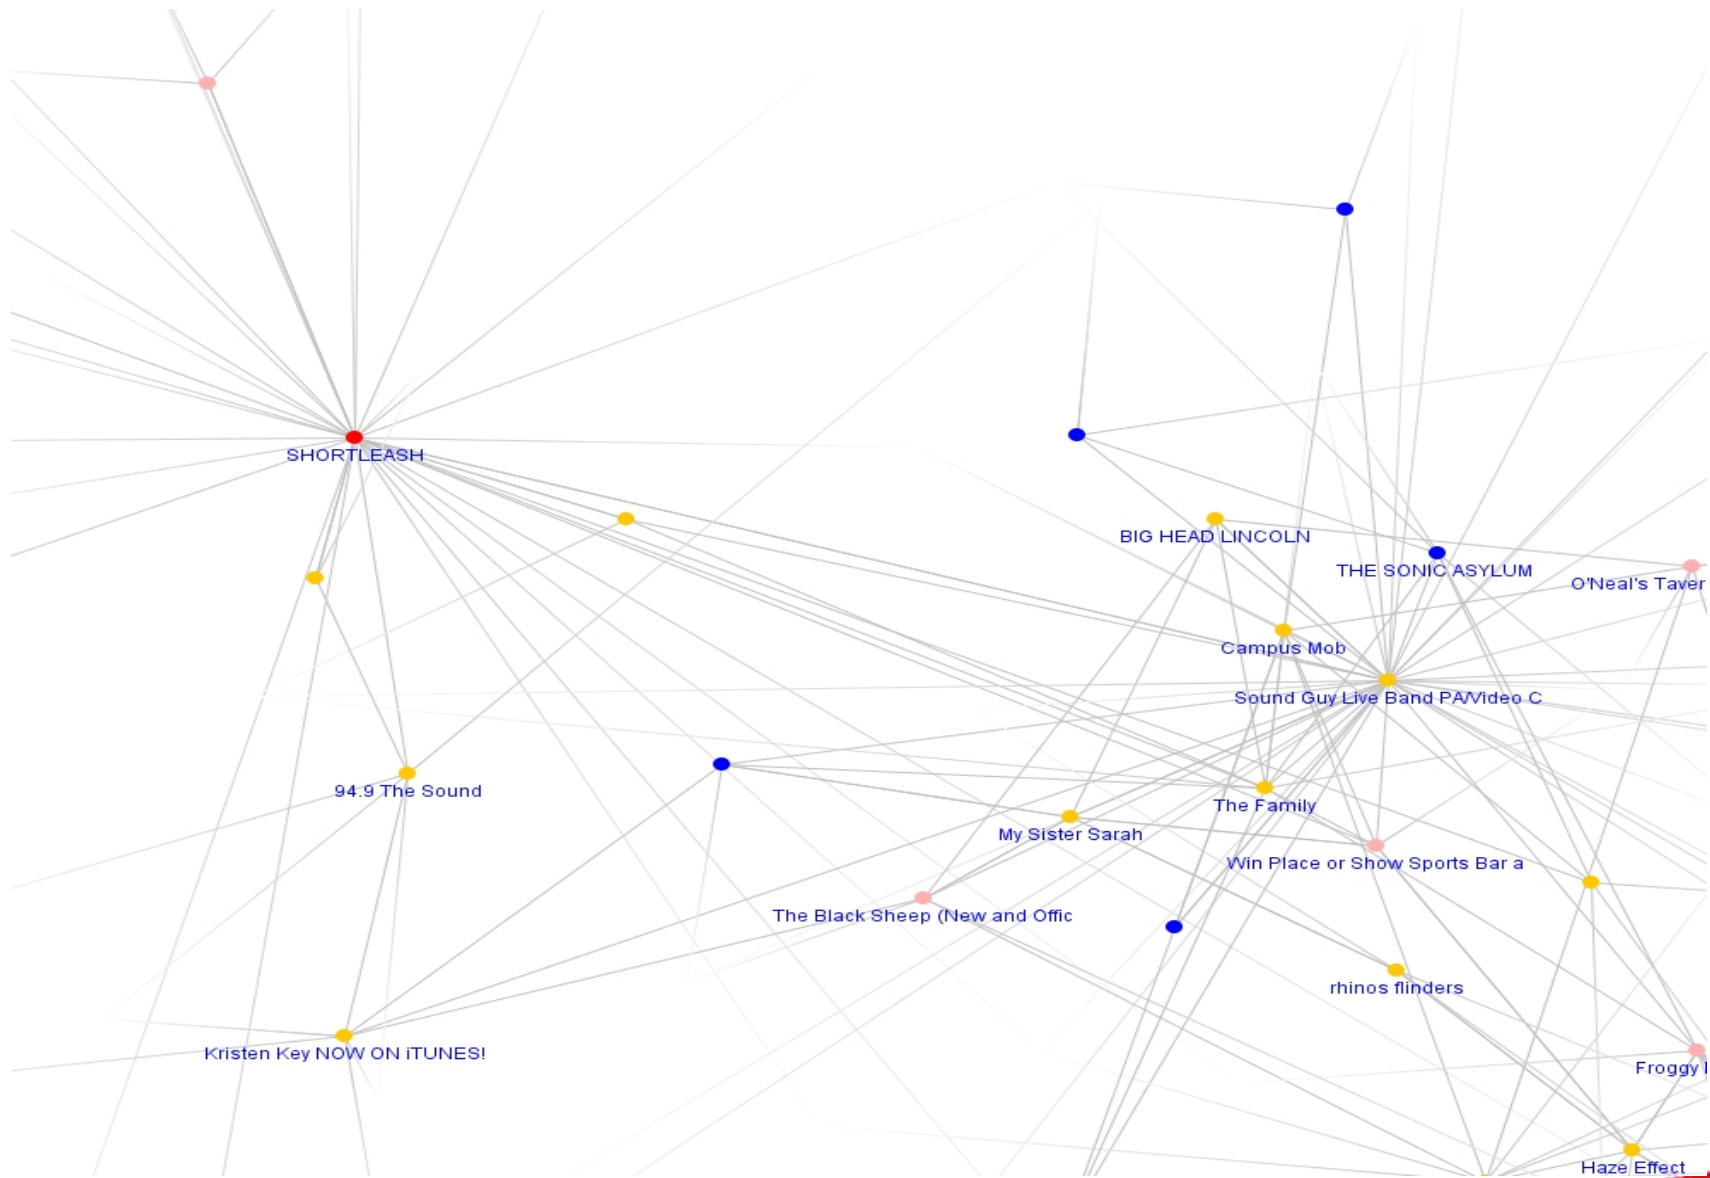 SHORTLEASH
BIG HEAD LINCOLN
THE SONIC ASYLUM
O'Neal's Taver
Campus Mob
Sound Guy Live Band PA/Video C
94.9 The Sound
The Family
My Sister Sarah
Win Place or Show Sports Bar a
The Black Sheep (New and Offic
rhinos flinders
Kristen Key NOW ON iTUNES!
Froggy
Haze Effect